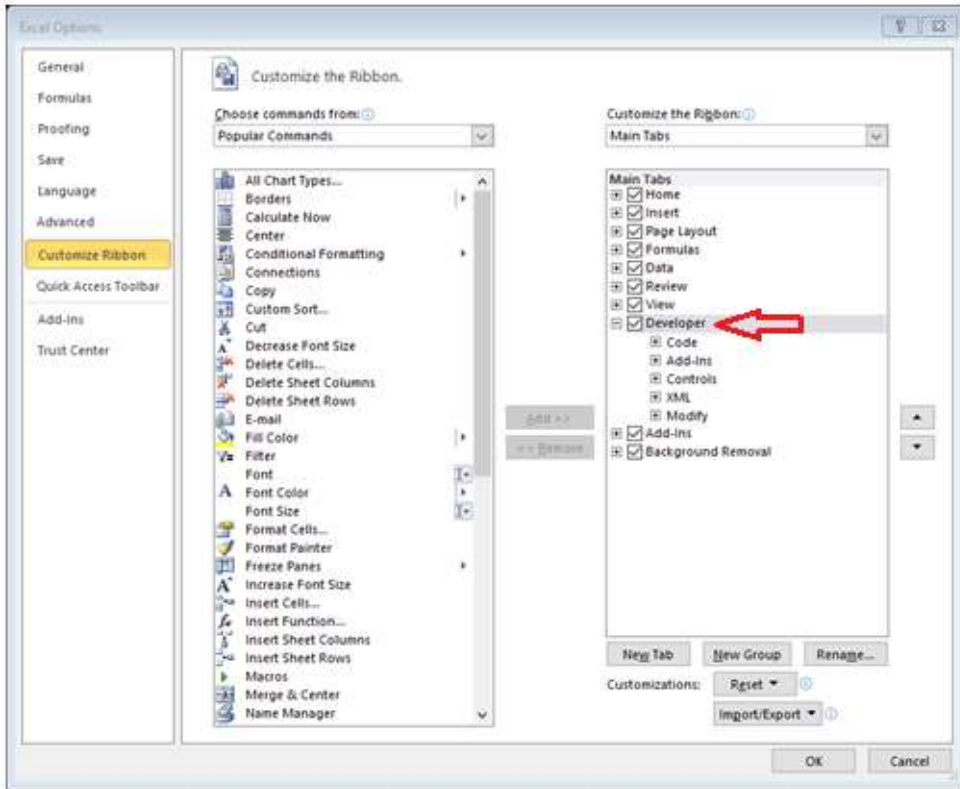 Excel Options
General
Formulas
Proofing
Save
Language
Advanced
Customize Ribbon
Quick Access Toolbar
Add-Ins
Trust Center
Customize the Ribbon.
Choose commands from:
Popular Commands
All Chart Types...
Borders
Calculate Now
Center
Conditional Formatting
Connections
Copy
Custom Sort...
Cut
Decrease Font Size
Delete Cells...
Delete Sheet Columns
Delete Sheet Rows
E-mail
Fill Color
Filter
Font
Font Color
Font Size
Format Cells...
Format Painter
Freeze Panes
Increase Font Size
Insert Cells...
Insert Function...
Insert Sheet Columns
Insert Sheet Rows
Macros
Merge & Center
Name Manager
Add >>
<< Remove
Customize the Ribbon:
Main Tabs
Main Tabs
Home
Insert
Page Layout
Formulas
Data
Review
View
Developer
Code
Add-Ins
Controls
XML
Modify
Add-Ins
Background Removal
New Tab
New Group
Rename...
Customizations:
Reset
Import/Export
OK
Cancel